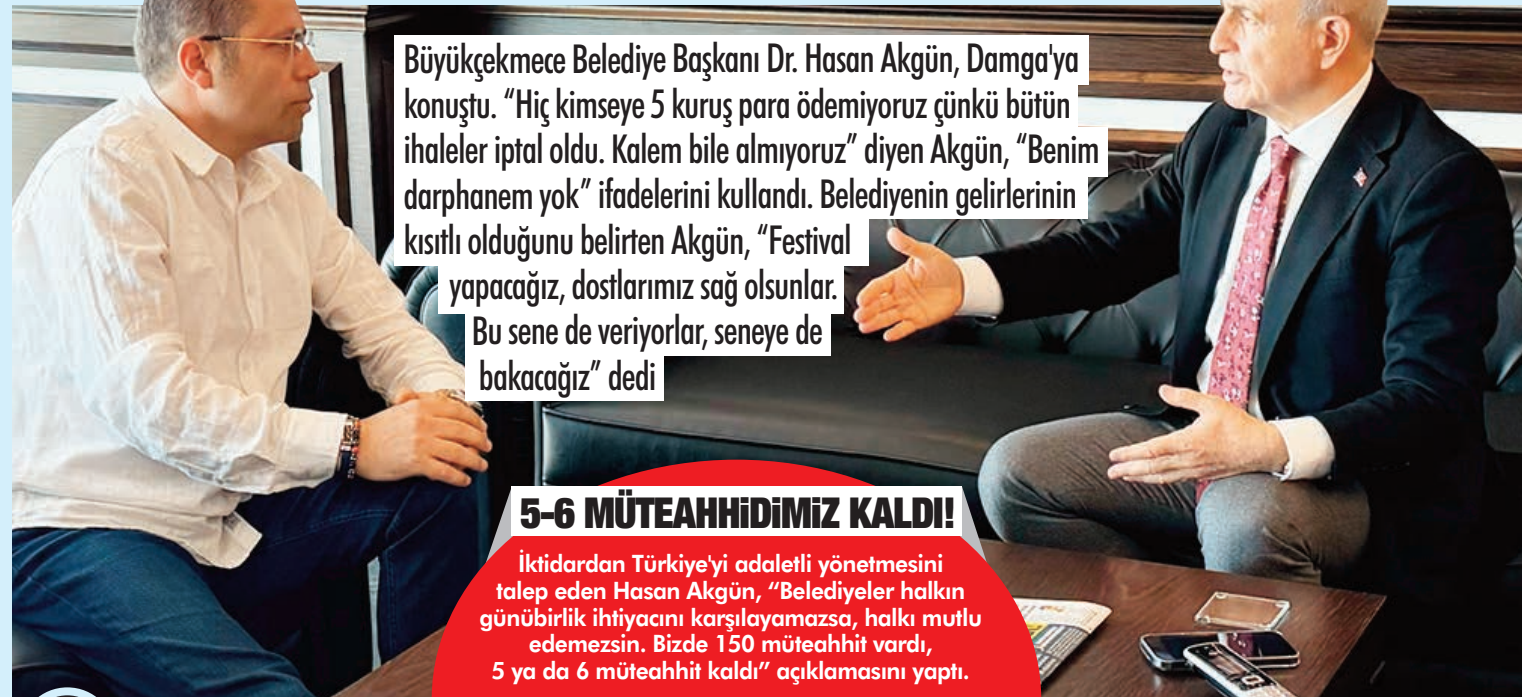 Büyükçekmece Belediye Başkanı Dr. Hasan Akgün, Damga'ya
konuştu. “Hiç kimseye 5 kuruş para ödemiyoruz çünkü bütün
ihaleler iptal oldu. Kalem bile almıyoruz” diyen Akgün, “Benim
darphanem yok” ifadelerini kullandı. Belediyenin gelirlerinin
kısıtlı olduğunu belirten Akgün, “Festival
yapacağız, dostlarımız sağ olsunlar.
Bu sene de veriyorlar, seneye de
bakacağız” dedi
5-6 MÜTEAHHiDiMiZ KALDI!
İktidardan Türkiye'yi adaletli yönetmesini
talep eden Hasan Akgün, “Belediyeler halkın
günübirlik ihtiyacını karşılayamazsa, halkı mutlu
edemezsin. Bizde 150 müteahhit vardı,
5 ya da 6 müteahhit kaldı” açıklamasını yaptı.